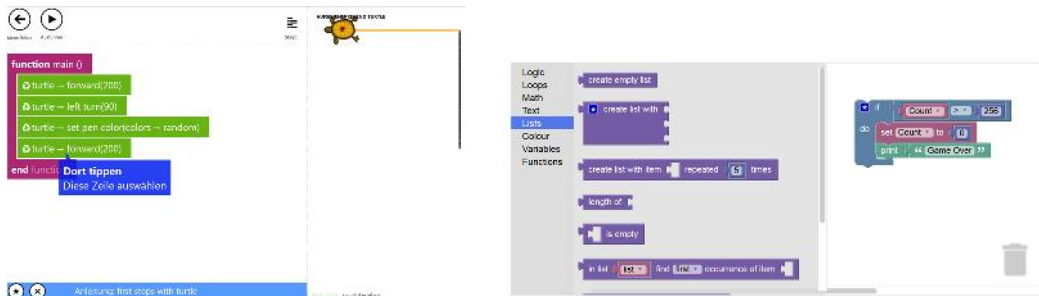 function main ()
turtle → forward(200)
turtle → left turn(90)
turtle → set pen color(colors → random)
turtle → forward(200)
end function
Dort tippen
Diese Zeile auswählen
Anleitung: first steps with turtle
Logic
Loops
Math
Text
Lists
Colour
Variables
Functions
create empty list
create list with
create list with item repeated 5 times
length of
is empty
in list list find first occurrence of item
if Count > 256
do set Count to 0
print “ Game Over ”